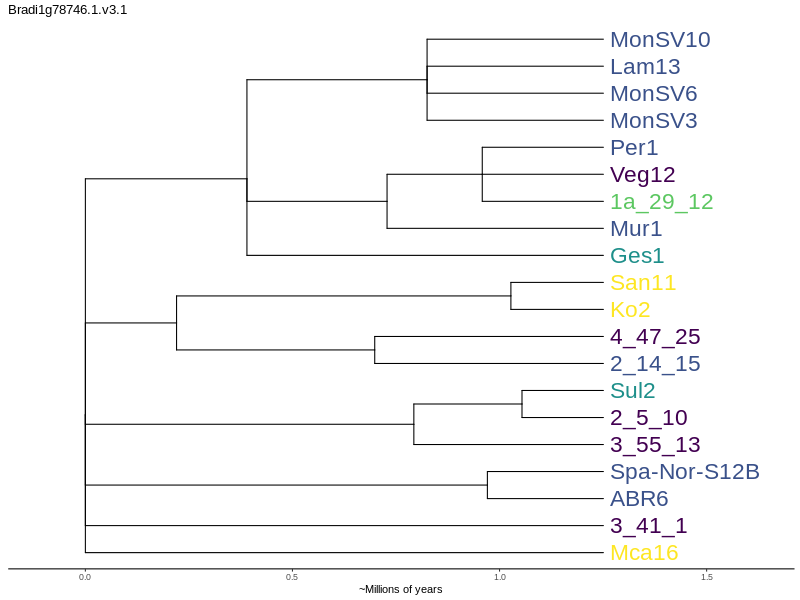 Bradi1g78746.1.v3.1
MonSV10
Lam13
MonSV6
MonSV3
Per1
Veg12
1a_29_12
Mur1
Ges1
San11
Ko2
4_47_25
2_14_15
Sul2
2_5_10
3_55_13
Spa-Nor-S12B
ABR6
3_41_1
Mca16
0.0 0.5 1.0 1.5
~Millions of years